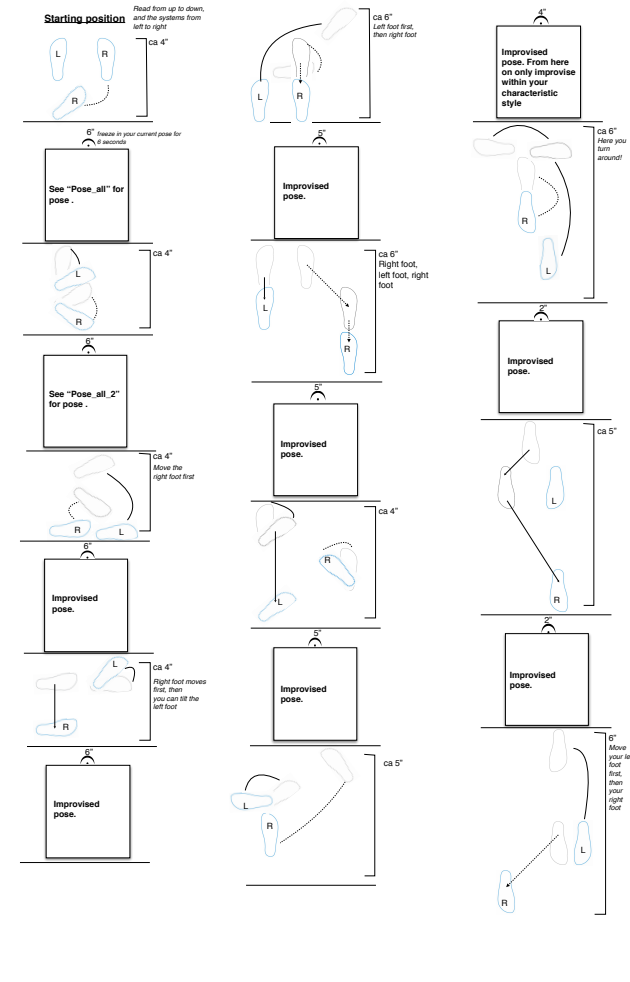 Starting position
Read from up to down,
and the systems from
left to right
L
R
ca 4”
R
6”
freeze in your current pose for
6 seconds
See “Pose_all” for
pose .
ca 4”
L
R
6”
See “Pose_all_2”
for pose .
ca 4”
Move the
right foot first
R
L
6”
Improvised
pose.
L
ca 4”
Right foot moves
first, then
you can tilt the
left foot
R
6”
Improvised
pose.
ca 6”
Left foot first,
then right foot
L
R
5”
Improvised
pose.
ca 6”
Right foot,
left foot, right
foot
L
R
5”
Improvised
pose.
ca 4”
R
L
5”
Improvised
pose.
ca 5”
L
R
4”
Improvised
pose. From here
on only improvise
within your
characteristic
style
ca 6”
Here you
turn
around!
R
L
2”
Improvised
pose.
ca 5”
L
R
2”
Improvised
pose.
6”
Move
your le
foot
first,
then
your
right
foot
L
R